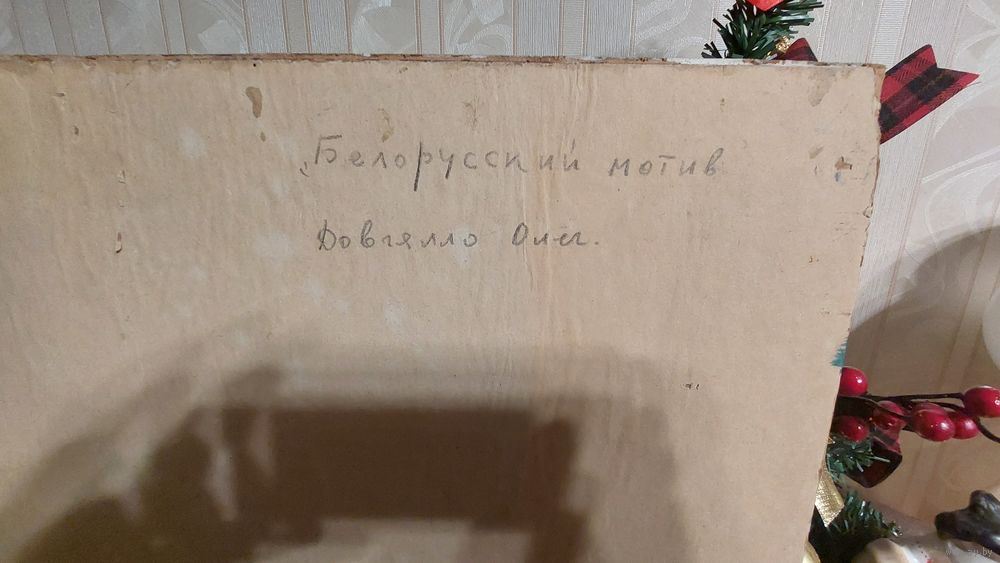 „Белорусский мотив
Довгялло Олег.